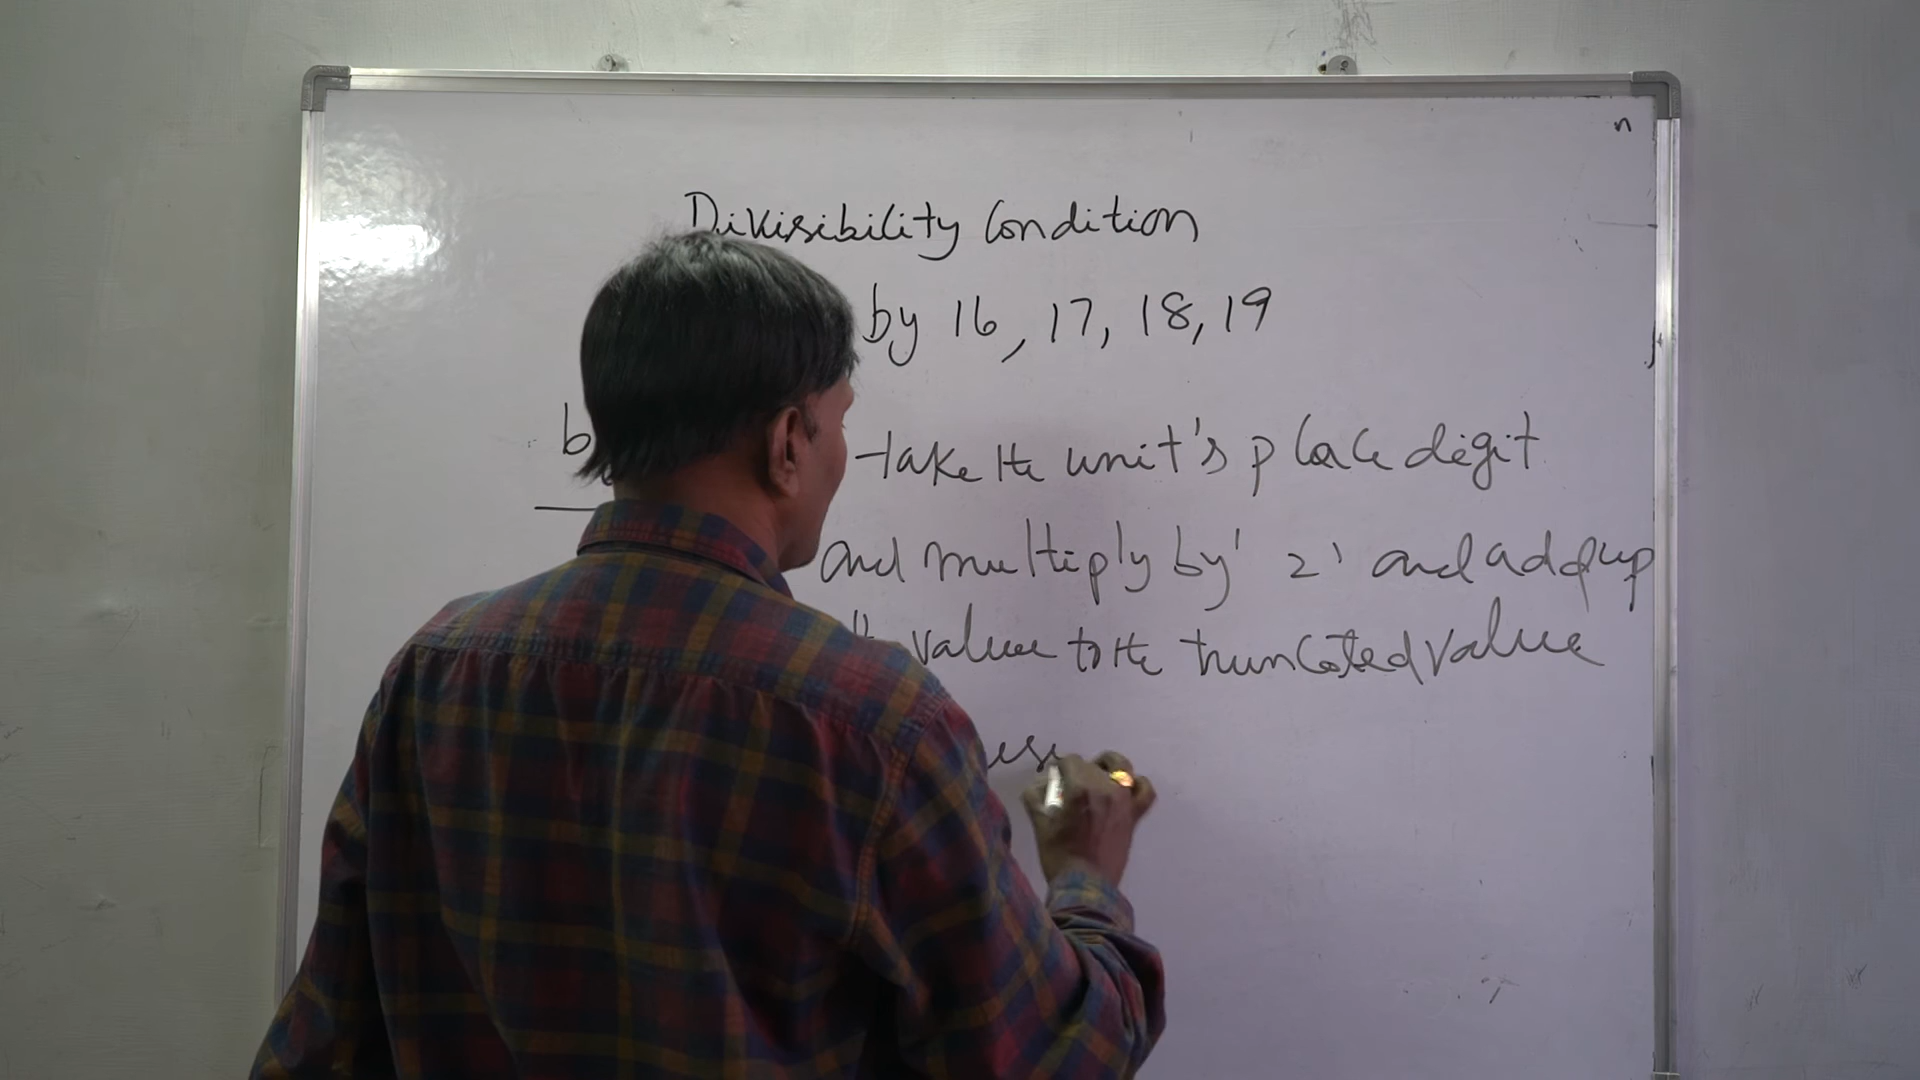 n
Divisibility Condition
by 16, 17, 18, 19
take the unit's place digit
and multiply by '2' and add up
value to the truncated value